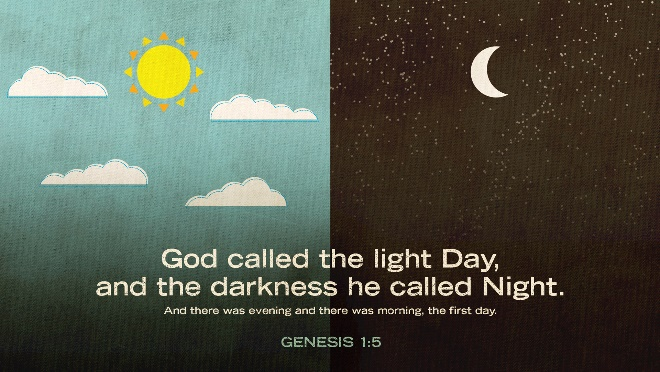 God called the light Day,
and the darkness he called Night.
And there was evening and there was morning, the first day.
GENESIS 1:5